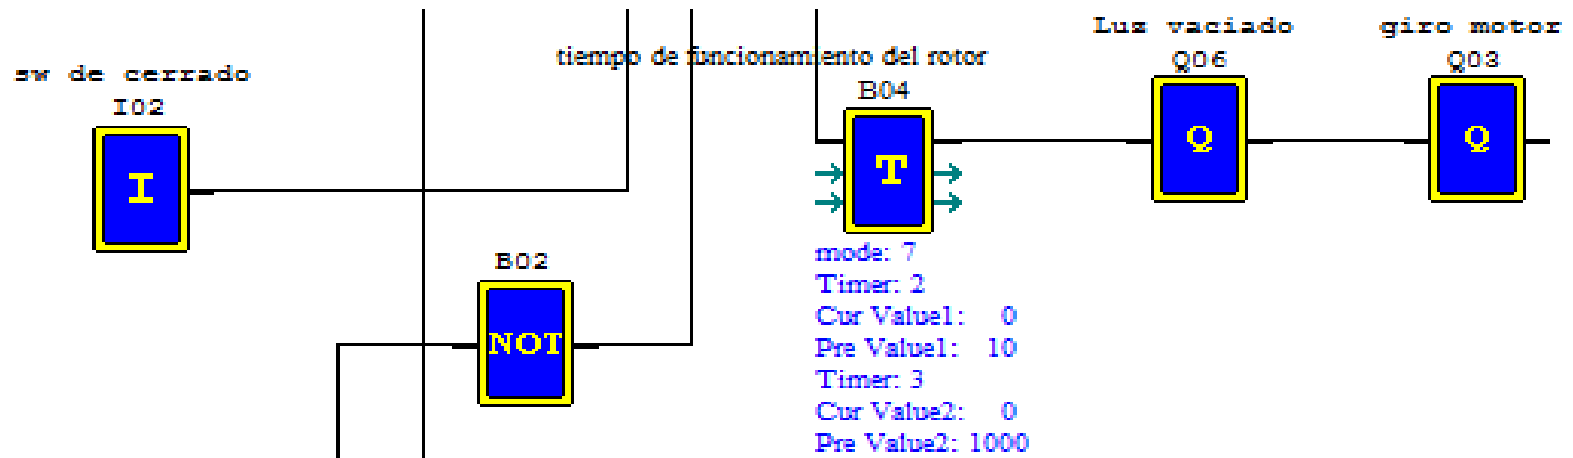 sw de cerrado
I02
I
B02
NOT
tiempo de funcionamiento del rotor
B04
T
mode: 7
Timer: 2
Cur Value1: 0
Pre Value1: 10
Timer: 3
Cur Value2: 0
Pre Value2: 1000
Luz vaciado
Q06
Q
giro motor
Q03
Q